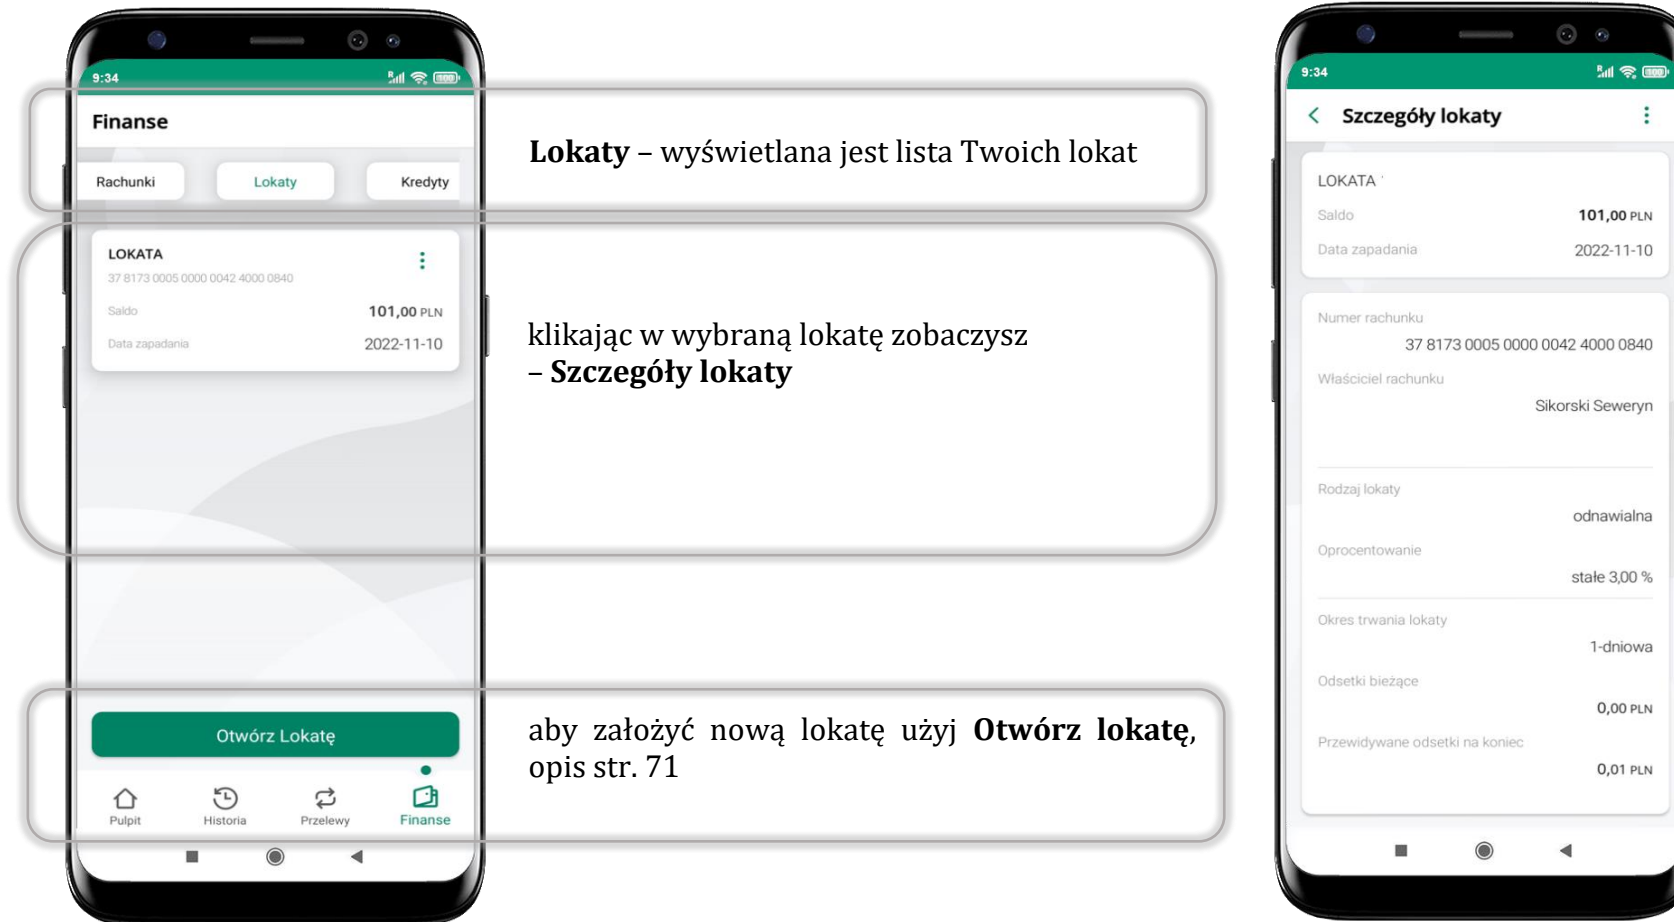 9:34
Finanse
Rachunki Lokaty Kredyty
LOKATA
37 8173 0005 0000 0042 4000 0840
Saldo 101,00 PLN
Data zapadania 2022-11-10
Otwórz Lokatę
Pulpit Historia Przelewy Finanse
Lokaty – wyświetlana jest lista Twoich lokat
klikając w wybraną lokatę zobaczysz
– Szczegóły lokaty
aby założyć nową lokatę użyj Otwórz lokatę,
opis str. 71
9:34
Szczegóły lokaty
LOKATA
Saldo 101,00 PLN
Data zapadania 2022-11-10
Numer rachunku
37 8173 0005 0000 0042 4000 0840
Właściciel rachunku
Sikorski Seweryn
Rodzaj lokaty
odnawialna
Oprocentowanie
stałe 3,00 %
Okres trwania lokaty
1-dniowa
Odsetki bieżące
0,00 PLN
Przewidywane odsetki na koniec
0,01 PLN